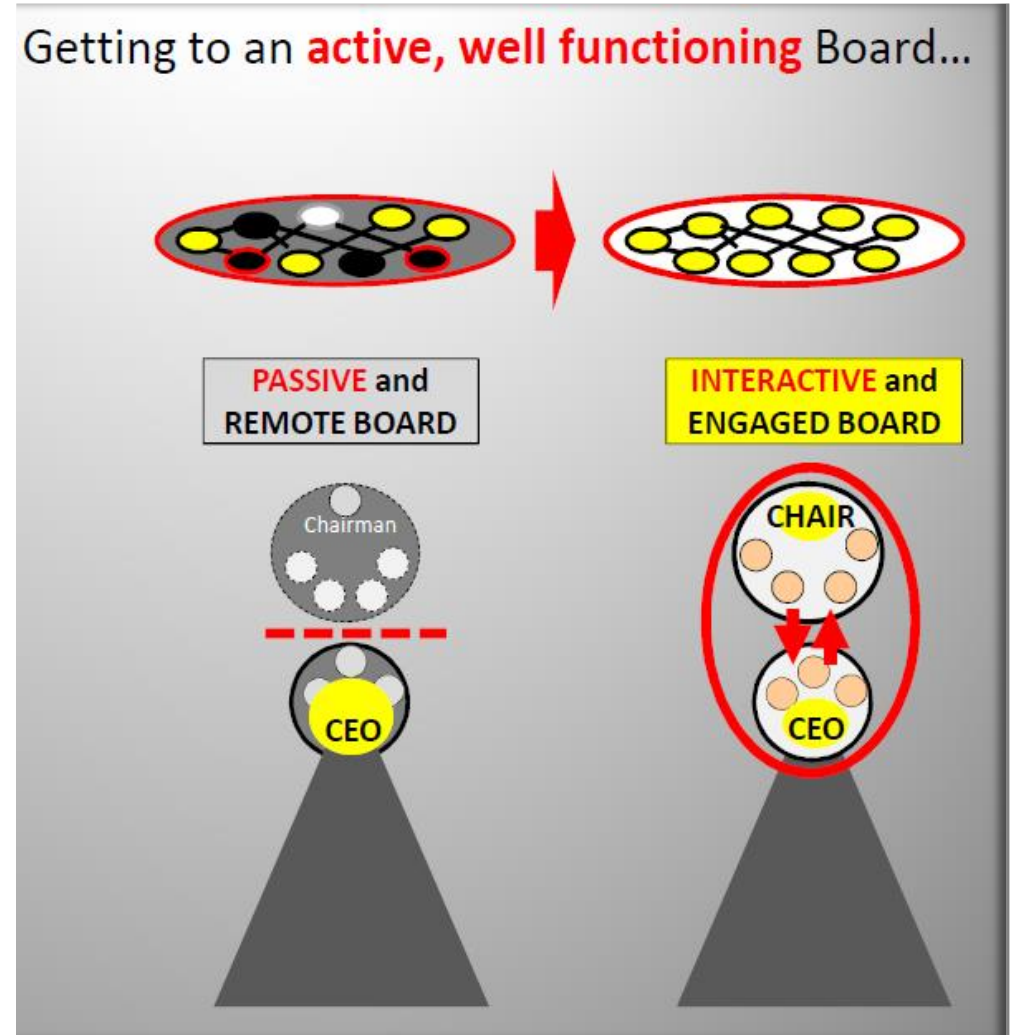 Getting to an active, well functioning Board...
PASSIVE and
REMOTE BOARD
INTERACTIVE and
ENGAGED BOARD
Chairman
CHAIR
CEO
CEO